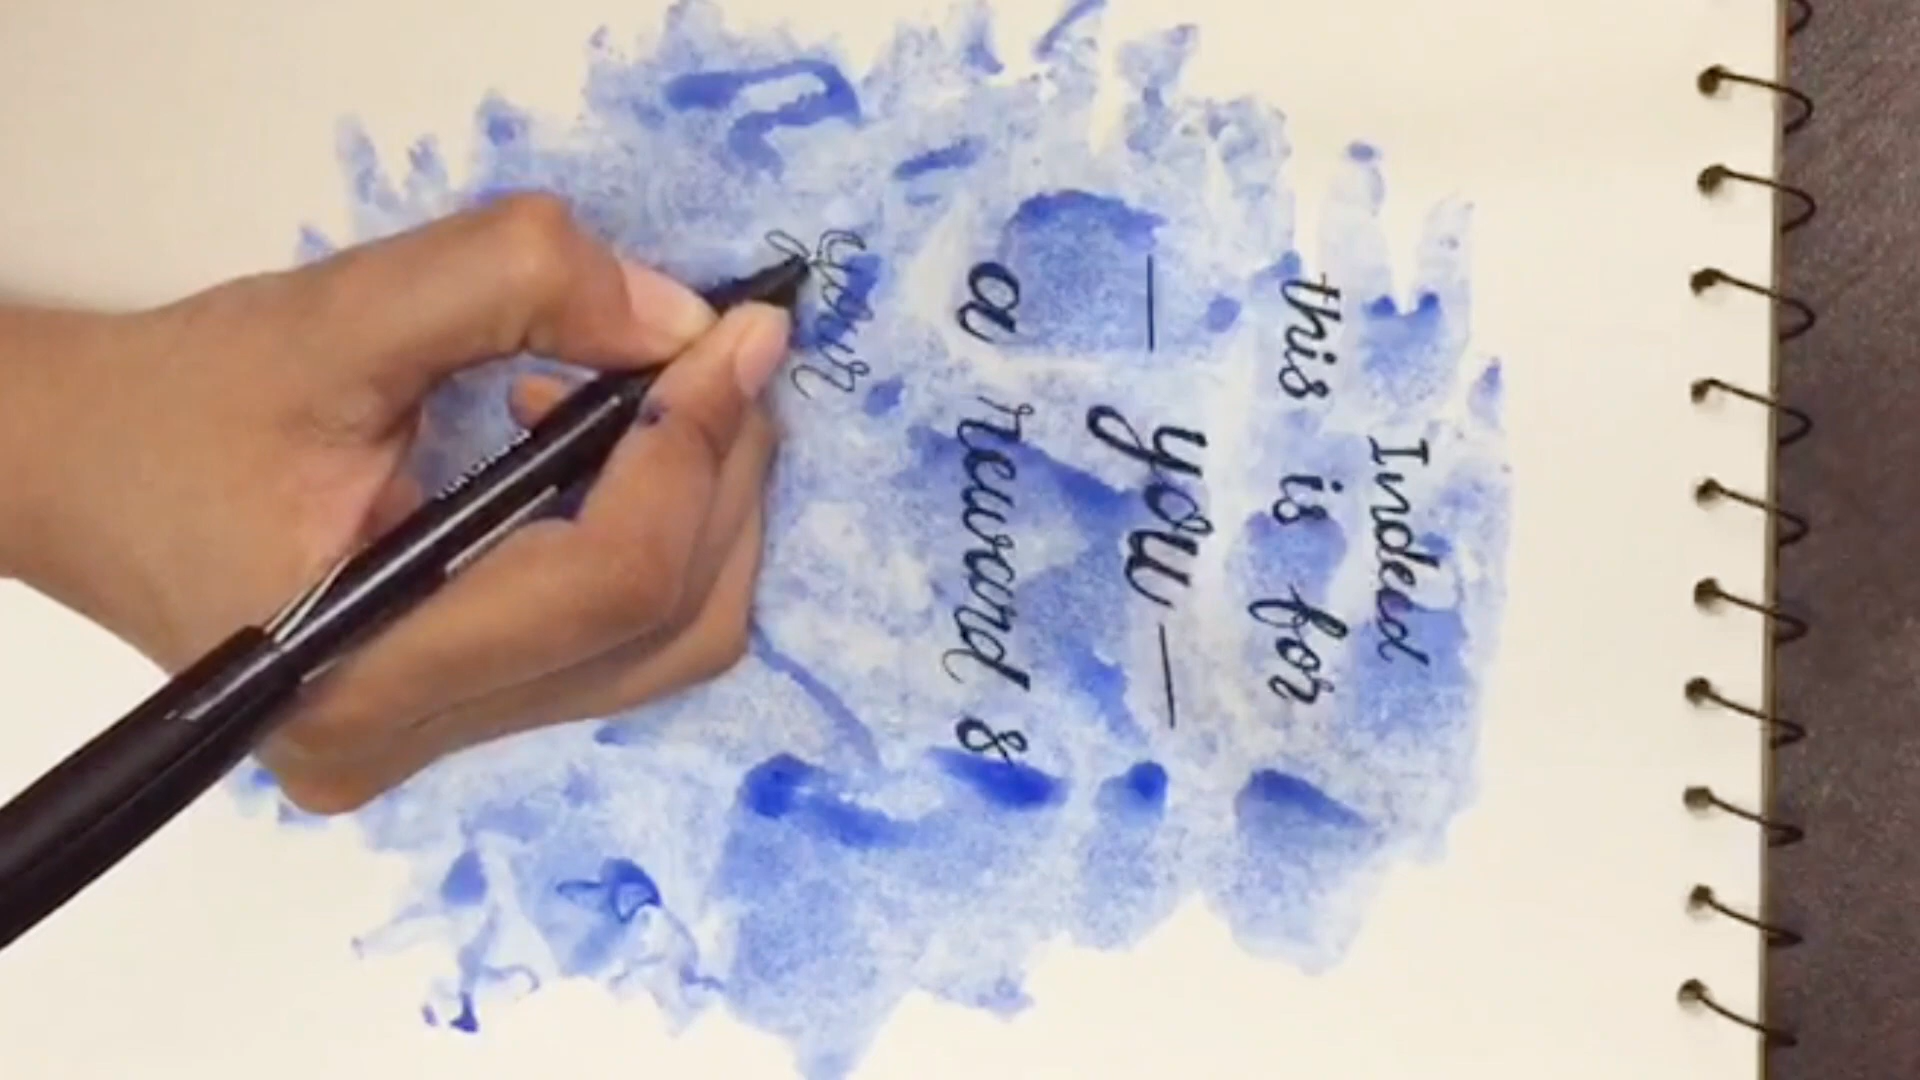 Indeed
this is for
— you —
a reward &
your